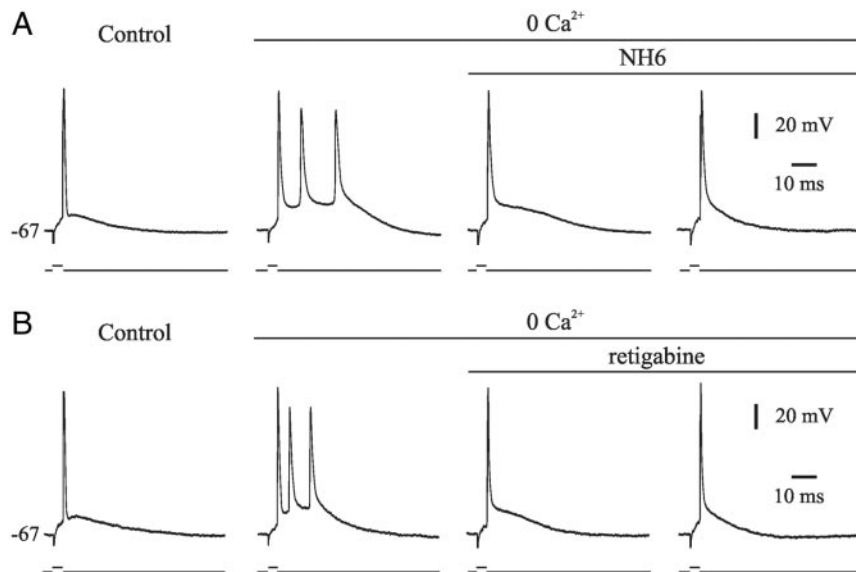 A
Control
0 Ca²⁺
NH6
20 mV
10 ms
-67
B
Control
0 Ca²⁺
retigabine
20 mV
10 ms
-67